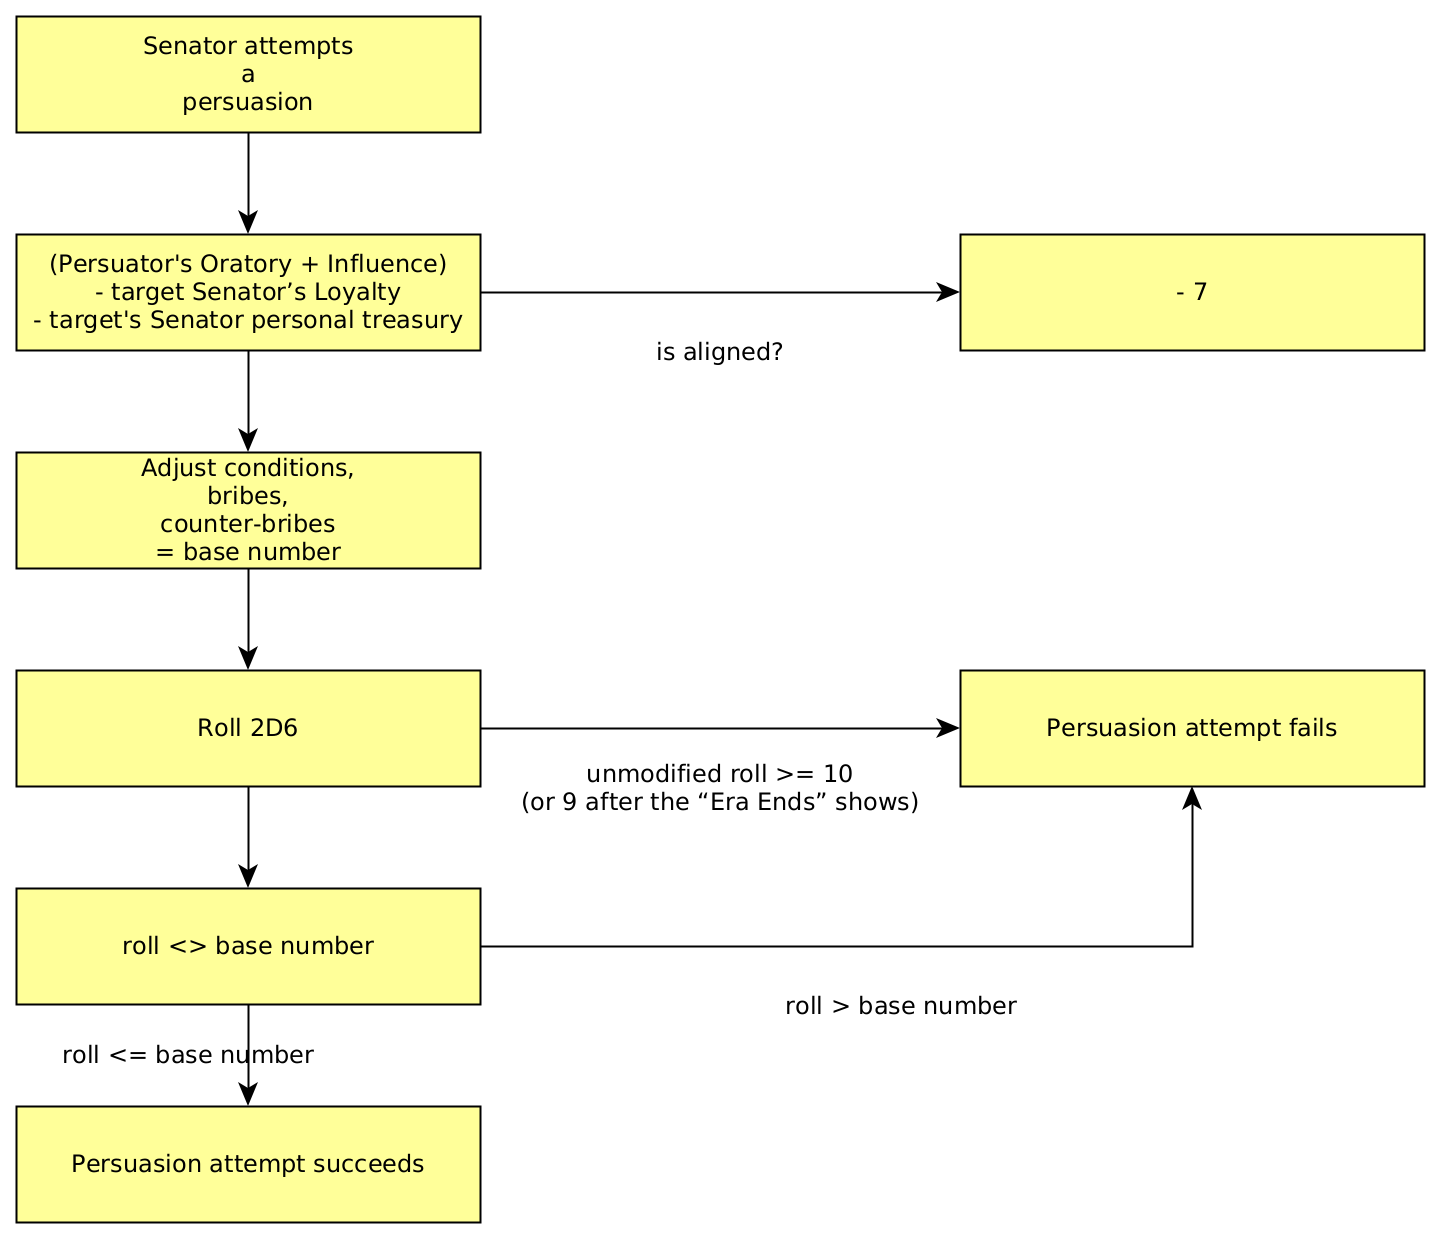 Senator attempts
a
persuasion
(Persuator's Oratory + Influence)
- target Senator’s Loyalty
- target's Senator personal treasury
is aligned?
- 7
Adjust conditions,
bribes,
counter-bribes
= base number
Roll 2D6
unmodified roll >= 10
(or 9 after the “Era Ends” shows)
Persuasion attempt fails
roll <> base number
roll > base number
roll <= base number
Persuasion attempt succeeds